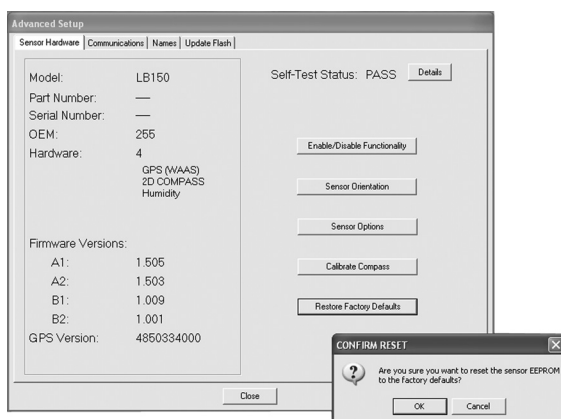 Advanced Setup
Sensor Hardware Communications Names Update Flash
Model: LB150
Part Number: —
Serial Number: —
OEM: 255
Hardware: 4
GPS (WAAS)
2D COMPASS
Humidity
Firmware Versions:
A1: 1.505
A2: 1.503
B1: 1.009
B2: 1.001
GPS Version: 4850334000
Self-Test Status: PASS Details
Enable/Disable Functionality
Sensor Orientation
Sensor Options
Calibrate Compass
Restore Factory Defaults
Close
CONFIRM RESET
Are you sure you want to reset the sensor EEPROM
to the factory defaults?
OK Cancel